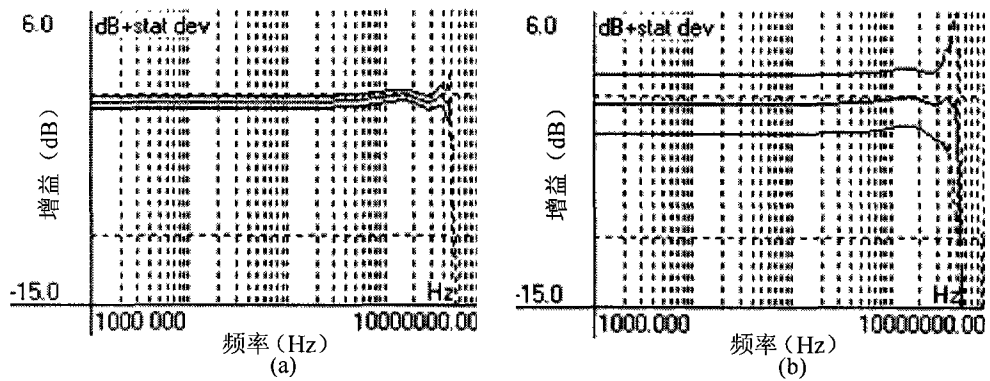 6.0
dB+stat dev
增益（dB）
-15.0
Hz
1000.000
10000000.00
频率（Hz）
(a)
6.0
dB+stat dev
增益（dB）
-15.0
Hz
1000.000
10000000.00
频率（Hz）
(b)